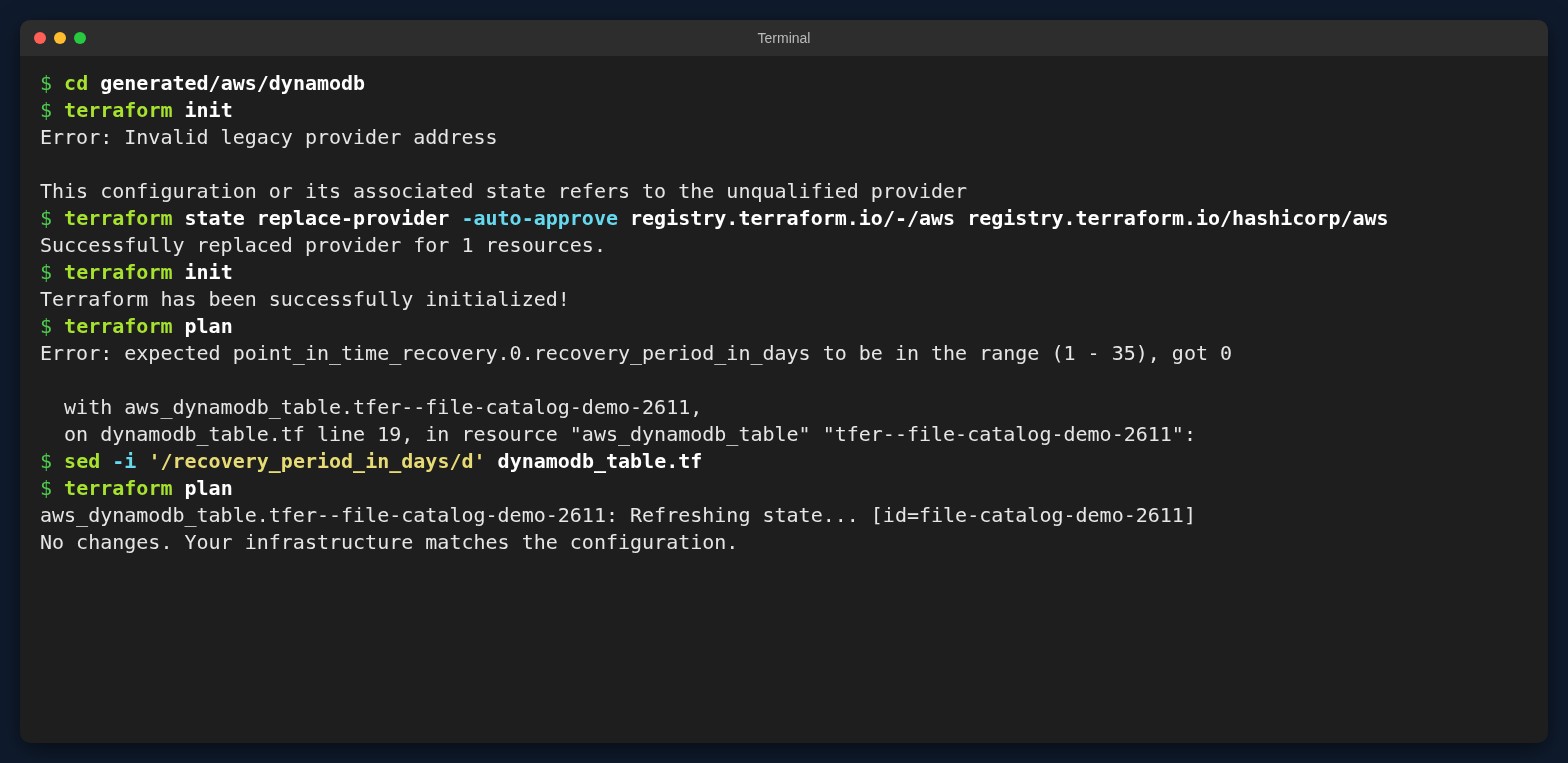 Terminal
$ cd generated/aws/dynamodb
$ terraform init
Error: Invalid legacy provider address

This configuration or its associated state refers to the unqualified provider
$ terraform state replace-provider -auto-approve registry.terraform.io/-/aws registry.terraform.io/hashicorp/aws
Successfully replaced provider for 1 resources.
$ terraform init
Terraform has been successfully initialized!
$ terraform plan
Error: expected point_in_time_recovery.0.recovery_period_in_days to be in the range (1 - 35), got 0

  with aws_dynamodb_table.tfer--file-catalog-demo-2611,
  on dynamodb_table.tf line 19, in resource "aws_dynamodb_table" "tfer--file-catalog-demo-2611":
$ sed -i '/recovery_period_in_days/d' dynamodb_table.tf
$ terraform plan
aws_dynamodb_table.tfer--file-catalog-demo-2611: Refreshing state... [id=file-catalog-demo-2611]
No changes. Your infrastructure matches the configuration.